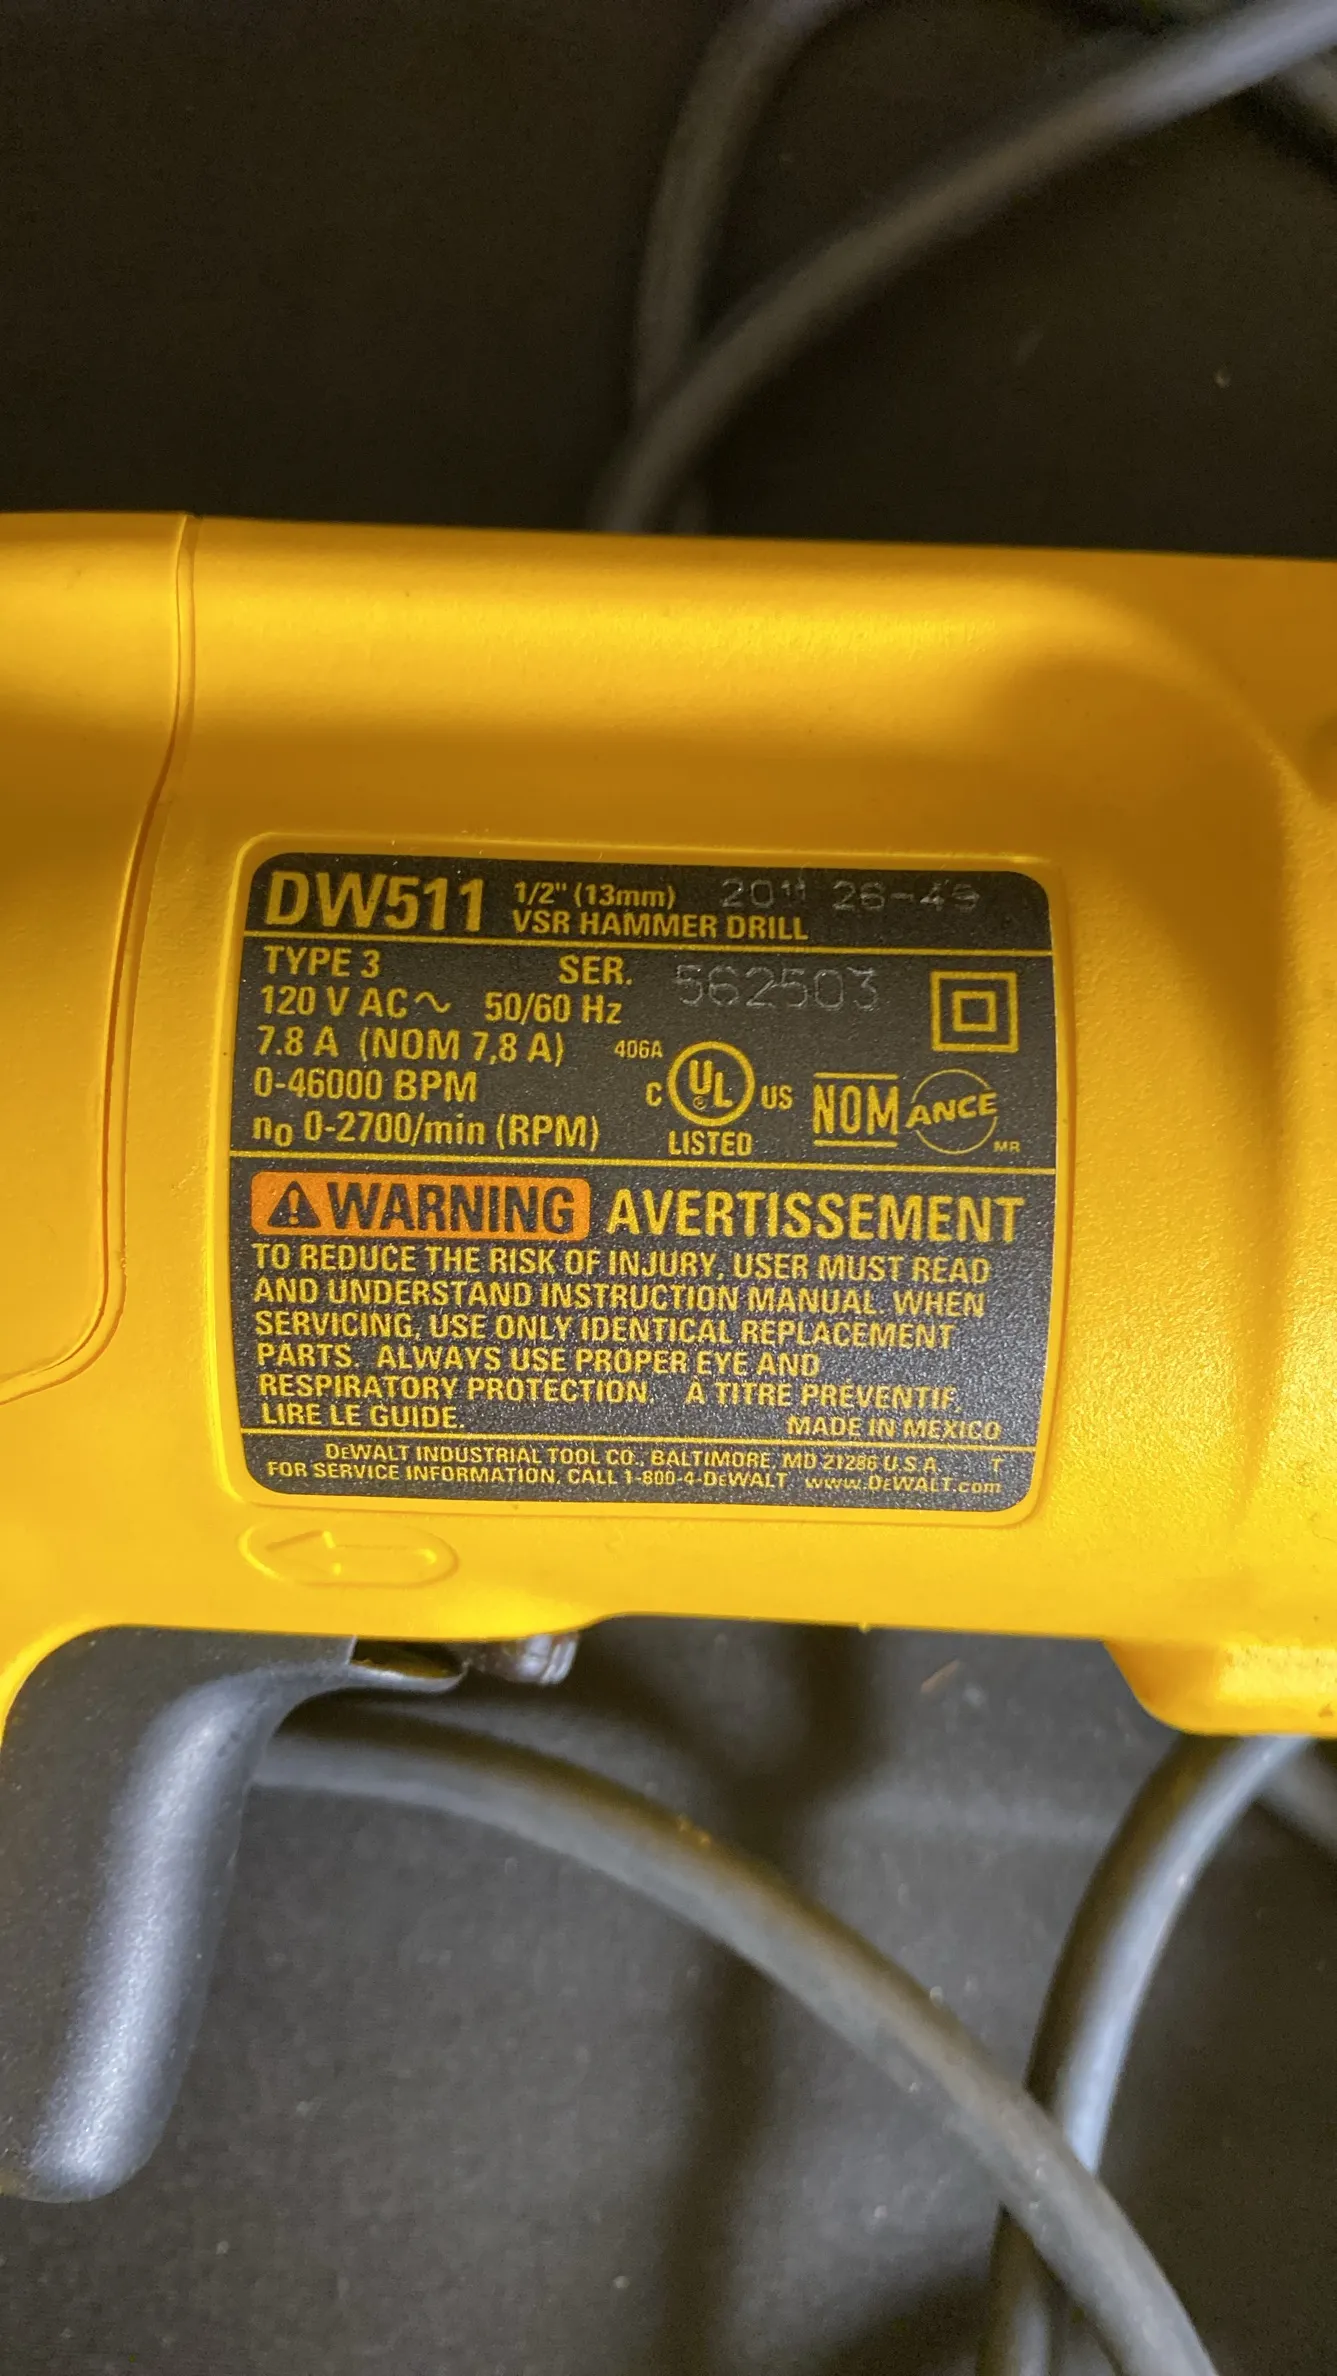 DW511 1/2" (13mm) 2011 26-49
VSR HAMMER DRILL
TYPE 3 SER. 562503
120 V AC~ 50/60 Hz
7.8 A (NOM 7,8 A) 406A
0-46000 BPM C UL US NOM ANCE
n0 0-2700/min (RPM) LISTED MR
⚠WARNING AVERTISSEMENT
TO REDUCE THE RISK OF INJURY, USER MUST READ
AND UNDERSTAND INSTRUCTION MANUAL. WHEN
SERVICING, USE ONLY IDENTICAL REPLACEMENT
PARTS. ALWAYS USE PROPER EYE AND
RESPIRATORY PROTECTION. À TITRE PRÉVENTIF,
LIRE LE GUIDE. MADE IN MEXICO
DEWALT INDUSTRIAL TOOL CO., BALTIMORE, MD 21286 U.S.A. T
FOR SERVICE INFORMATION, CALL 1-800-4-DEWALT www.DEWALT.com